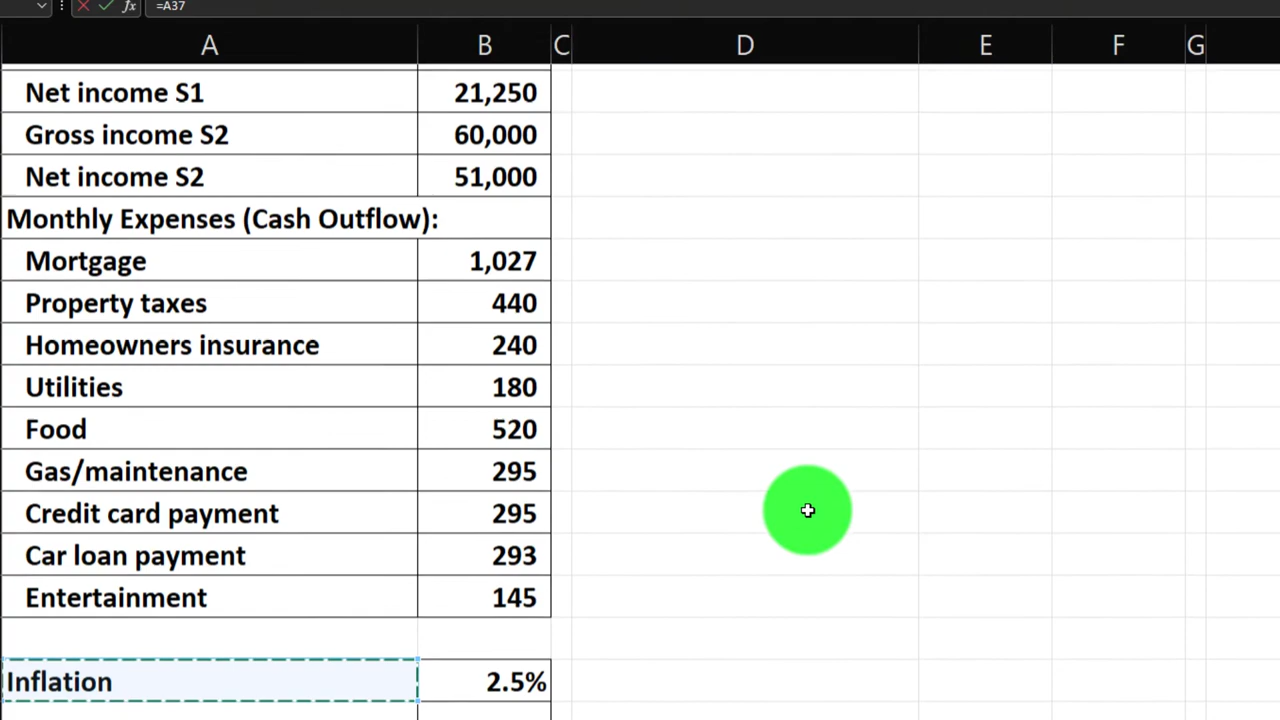 fx =A37
A B C D E F G
Net income S1 21,250
Gross income S2 60,000
Net income S2 51,000
Monthly Expenses (Cash Outflow):
Mortgage 1,027
Property taxes 440
Homeowners insurance 240
Utilities 180
Food 520
Gas/maintenance 295
Credit card payment 295
Car loan payment 293
Entertainment 145
Inflation 2.5%